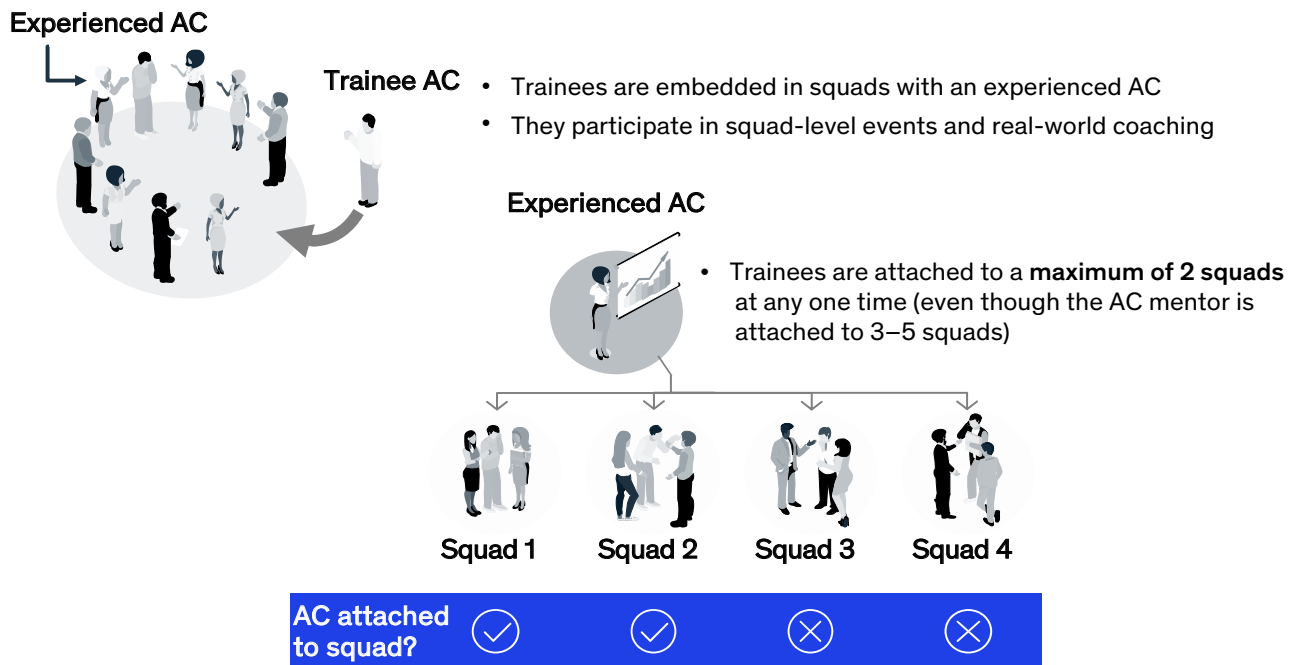 Experienced AC
Trainee AC
• Trainees are embedded in squads with an experienced AC
• They participate in squad-level events and real-world coaching
Experienced AC
• Trainees are attached to a maximum of 2 squads
at any one time (even though the AC mentor is
attached to 3–5 squads)
Squad 1 Squad 2 Squad 3 Squad 4
AC attached
to squad?